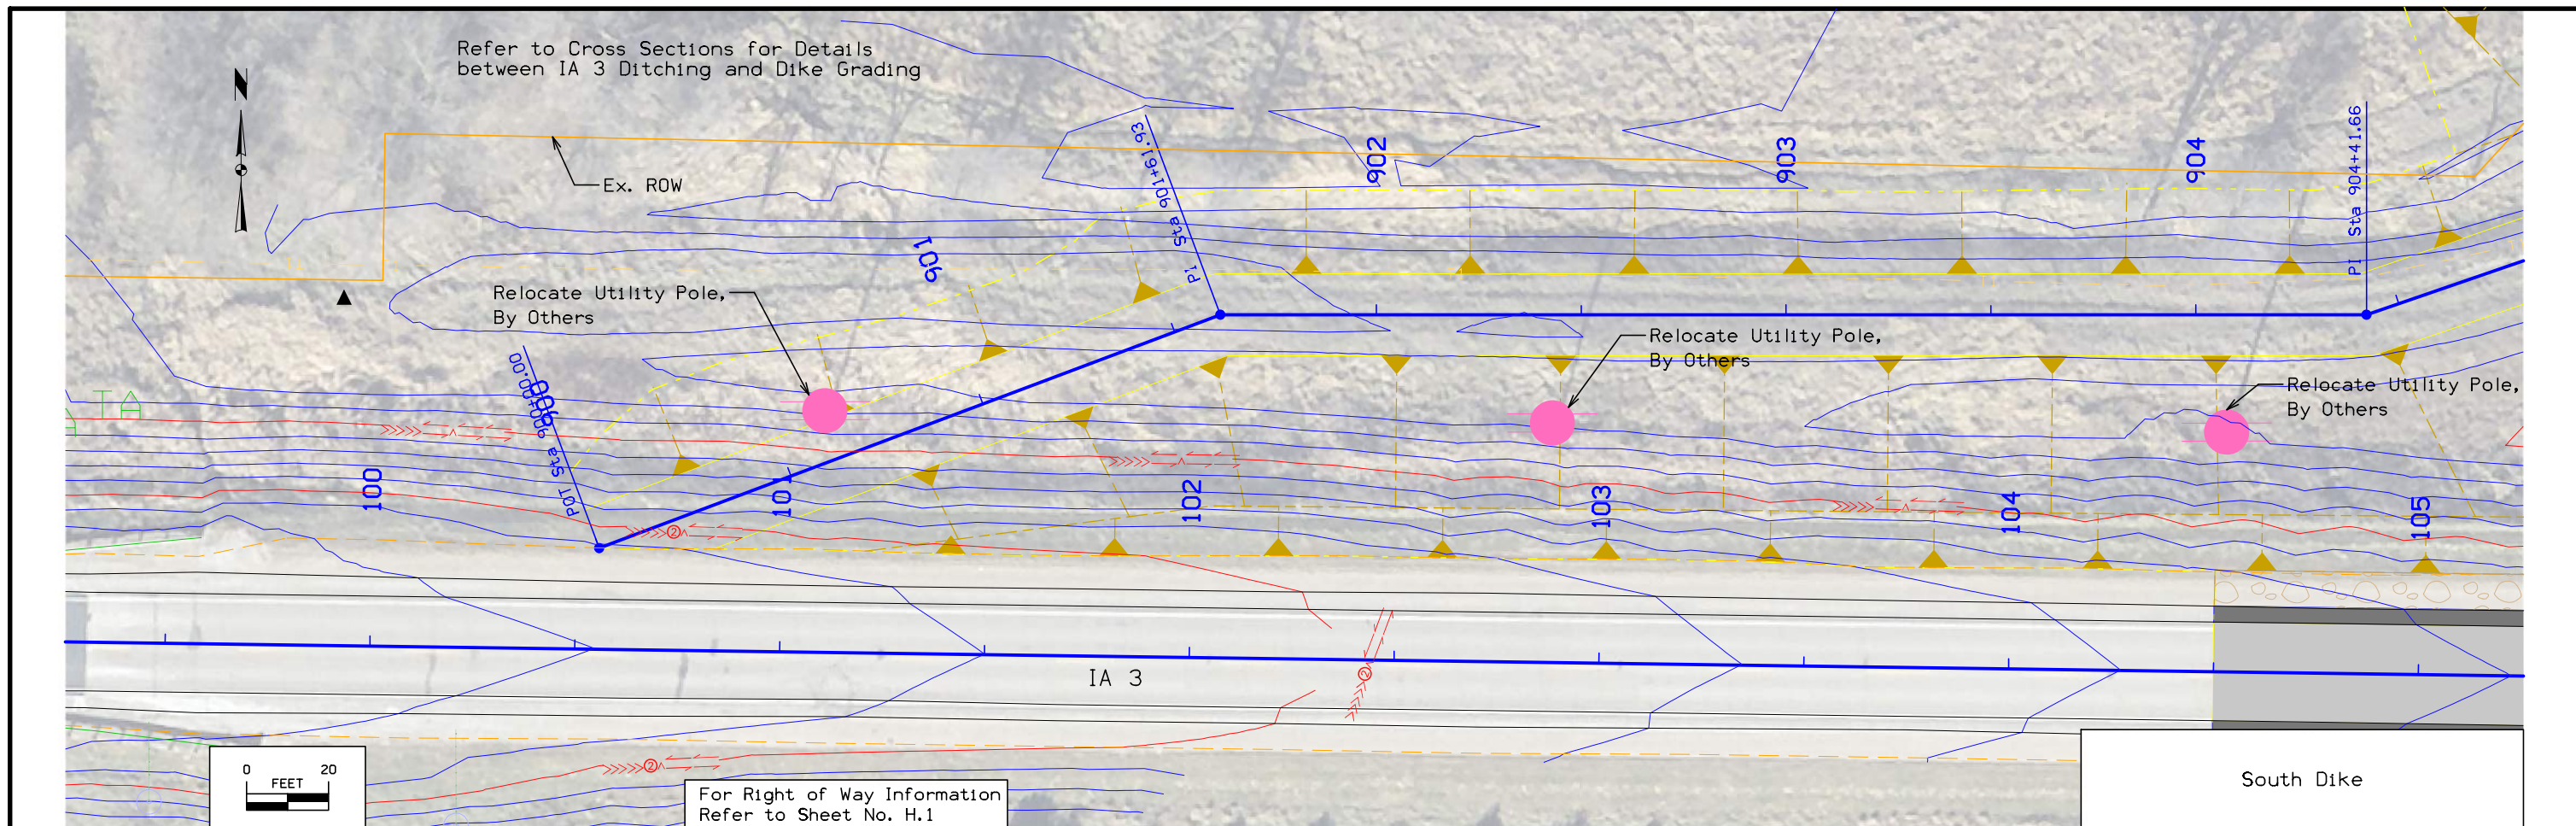 Refer to Cross Sections for Details
between IA 3 Ditching and Dike Grading
N
Ex. ROW
PI Sta 901+61.93
902
903
904
PI Sta 904+41.66
901
Relocate Utility Pole,
By Others
Relocate Utility Pole,
By Others
Relocate Utility Pole,
By Others
POT Sta 900+00.00
900
100
101
102
103
104
105
2
2
2
IA 3
0 20
FEET
For Right of Way Information
Refer to Sheet No. H.1
South Dike